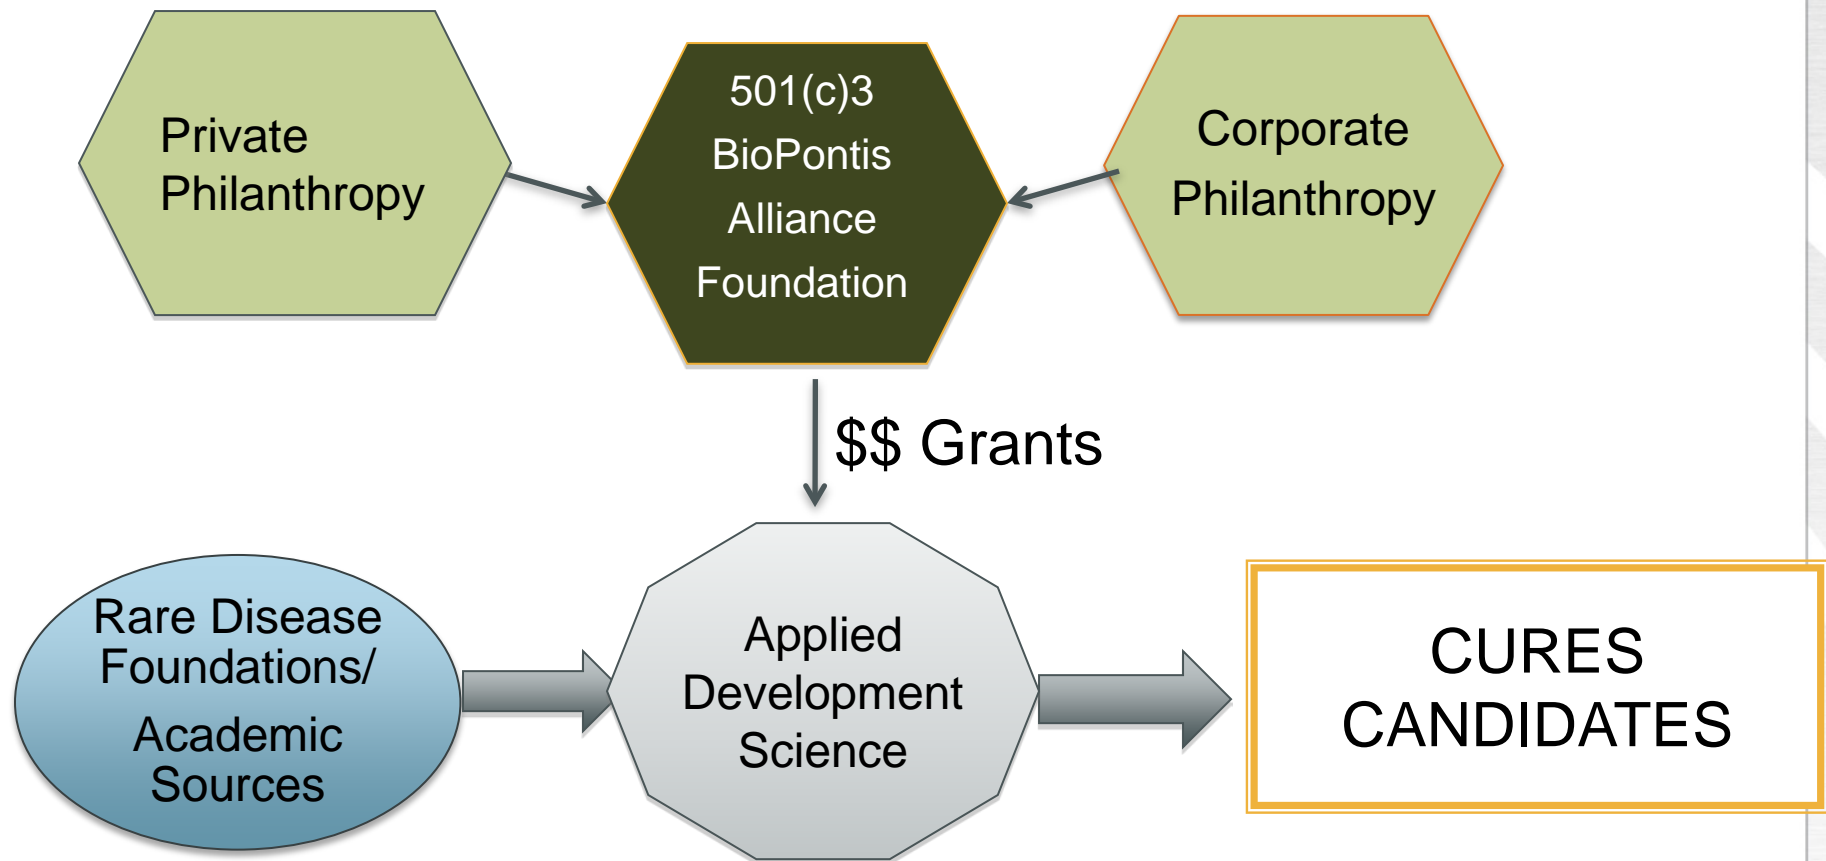 Private
Philanthropy
501(c)3
BioPontis
Alliance
Foundation
Corporate
Philanthropy
$$ Grants
Rare Disease
Foundations/
Academic
Sources
Applied
Development
Science
CURES
CANDIDATES